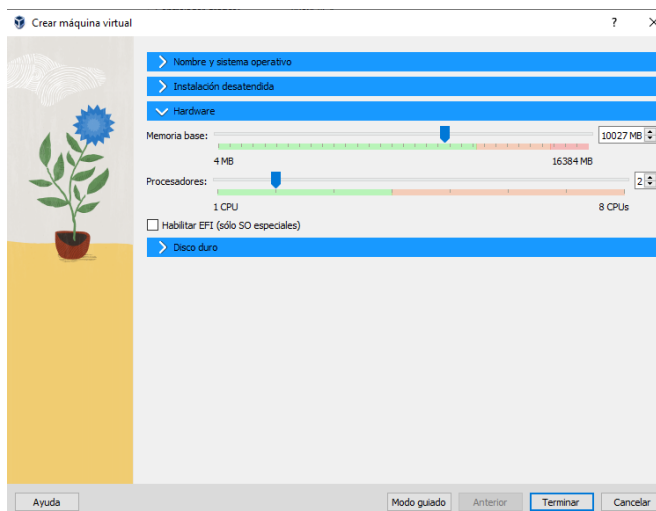 Crear máquina virtual
?
Nombre y sistema operativo
Instalación desatendida
Hardware
Memoria base:
10027 MB
4 MB
16384 MB
Procesadores:
2
1 CPU
8 CPUs
Habilitar EFI (sólo SO especiales)
Disco duro
Ayuda
Modo guiado
Anterior
Terminar
Cancelar